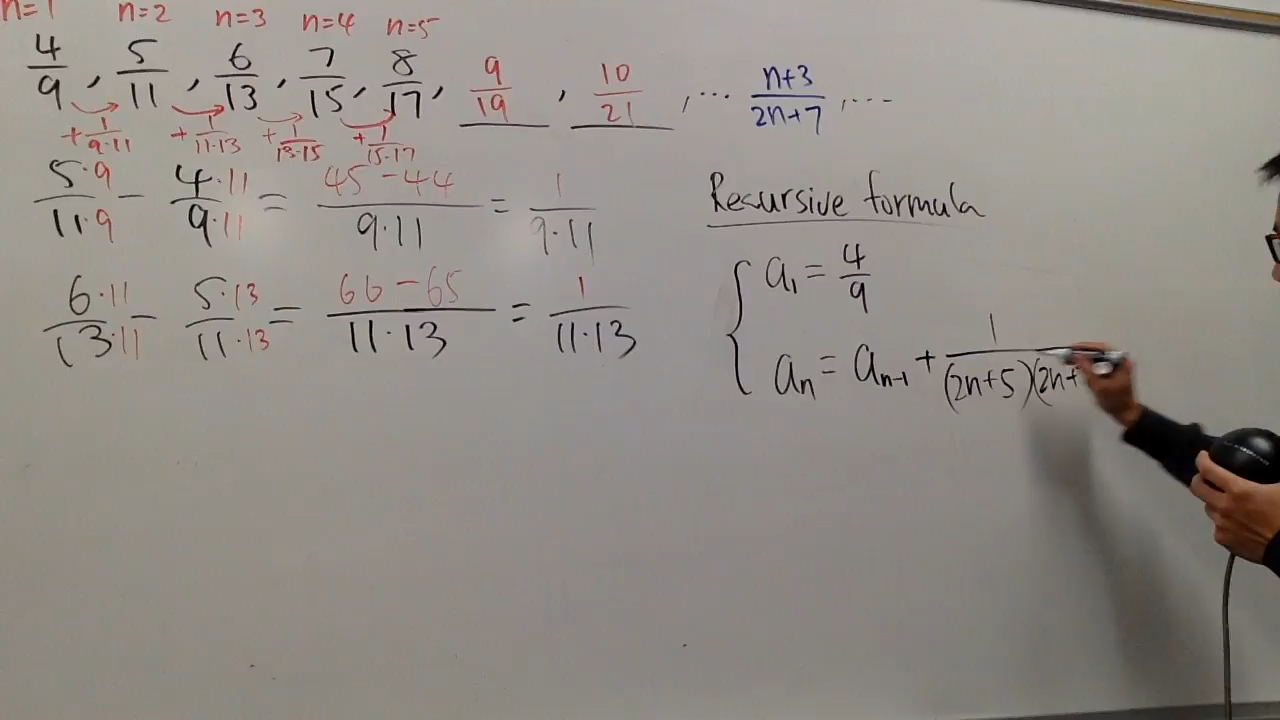 n=1 n=2 n=3 n=4 n=5
4/9, 5/11, 6/13, 7/15, 8/17, 9/19, 10/21, ... n+3/2n+7, ...
+1/9·11 +1/11·13 +1/13·15 +1/15·17
5·9/11·9 - 4·11/9·11 = 45-44/9·11 = 1/9·11
Recursive formula
6·11/13·11 - 5·13/11·13 = 66-65/11·13 = 1/11·13
a₁ = 4/9
aₙ = aₙ₋₁ + 1/(2n+5)(2n+